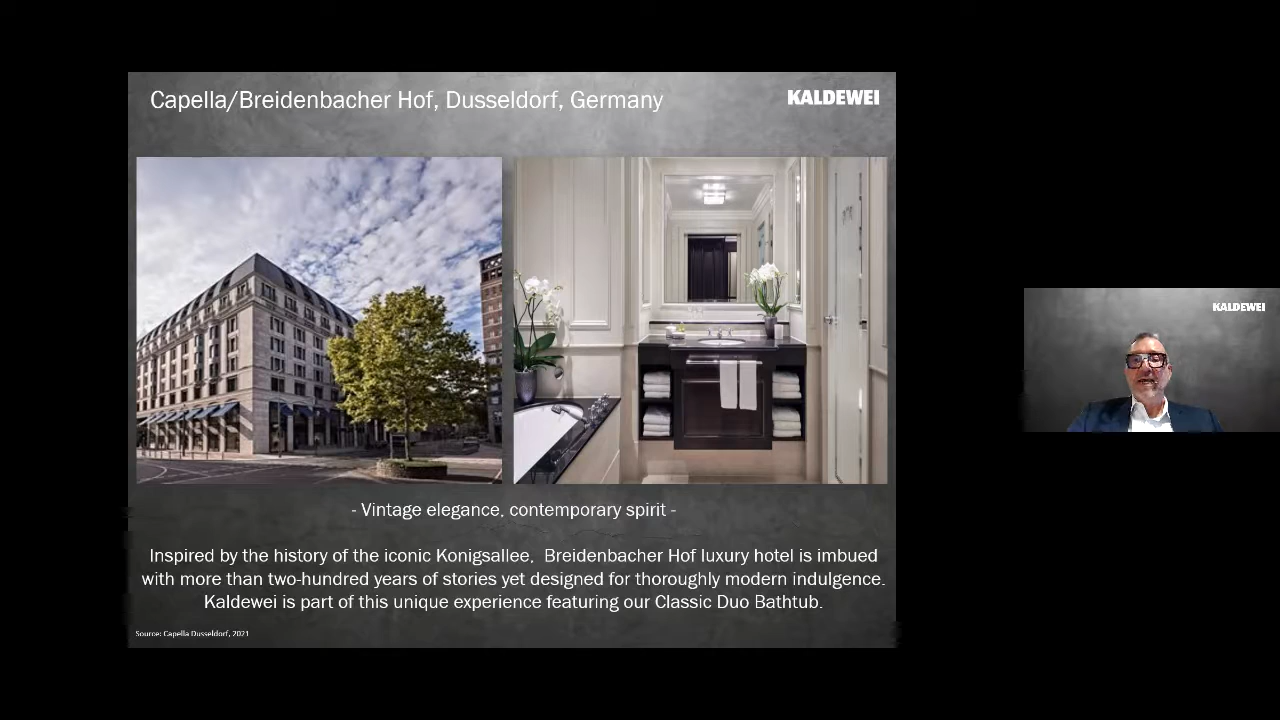 Capella/Breidenbacher Hof, Dusseldorf, Germany
KALDEWEI
KALDEWEI
- Vintage elegance, contemporary spirit -
Inspired by the history of the iconic Konigsallee,  Breidenbacher Hof luxury hotel is imbued
with more than two-hundred years of stories yet designed for thoroughly modern indulgence.
Kaldewei is part of this unique experience featuring our Classic Duo Bathtub.
Source: Capella Dusseldorf, 2021